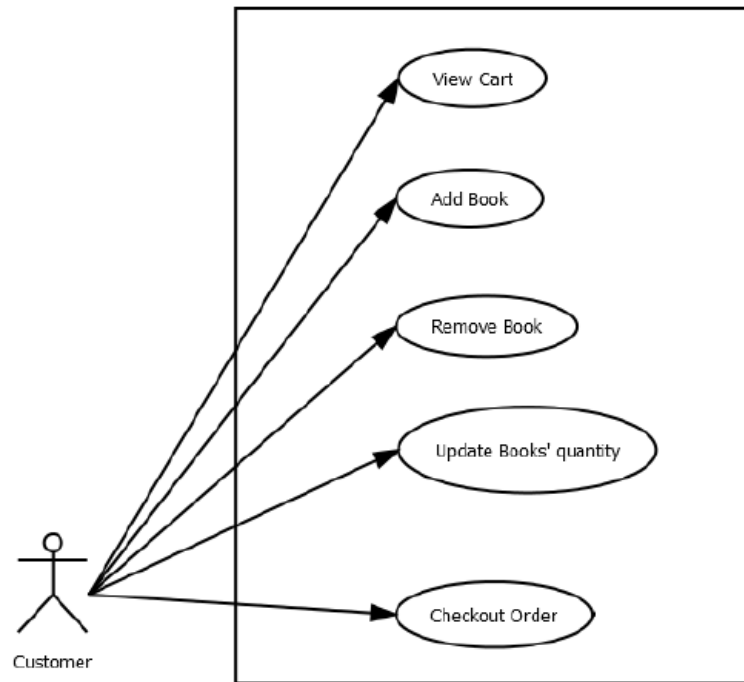 View Cart
Add Book
Remove Book
Update Books' quantity
Checkout Order
Customer